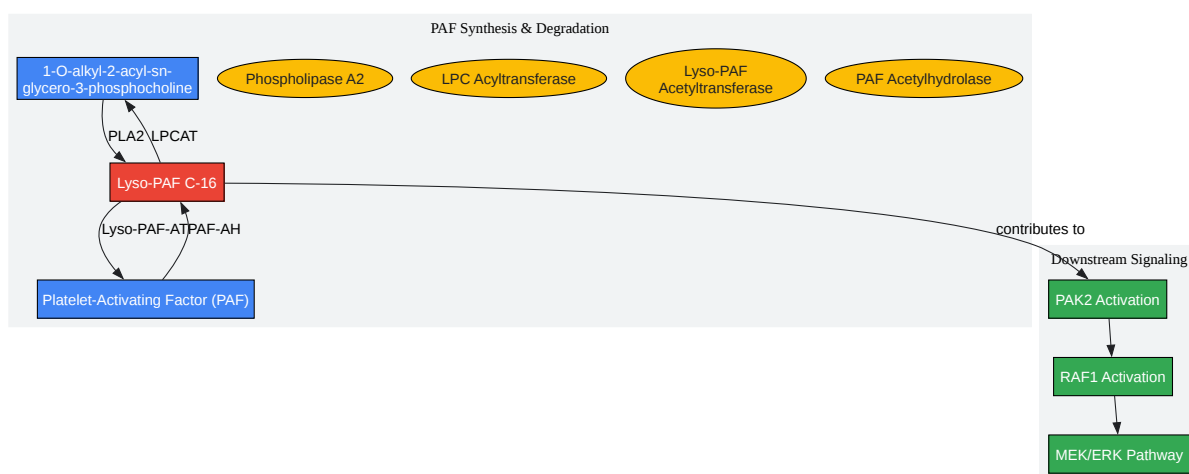 PAF Synthesis & Degradation
1-O-alkyl-2-acyl-sn-
glycero-3-phosphocholine
Phospholipase A2
LPC Acyltransferase
Lyso-PAF
Acetyltransferase
PAF Acetylhydrolase
PLA2
LPCAT
Lyso-PAF C-16
Lyso-PAF-AT
PAF-AH
contributes to
Platelet-Activating Factor (PAF)
Downstream Signaling
PAK2 Activation
RAF1 Activation
MEK/ERK Pathway